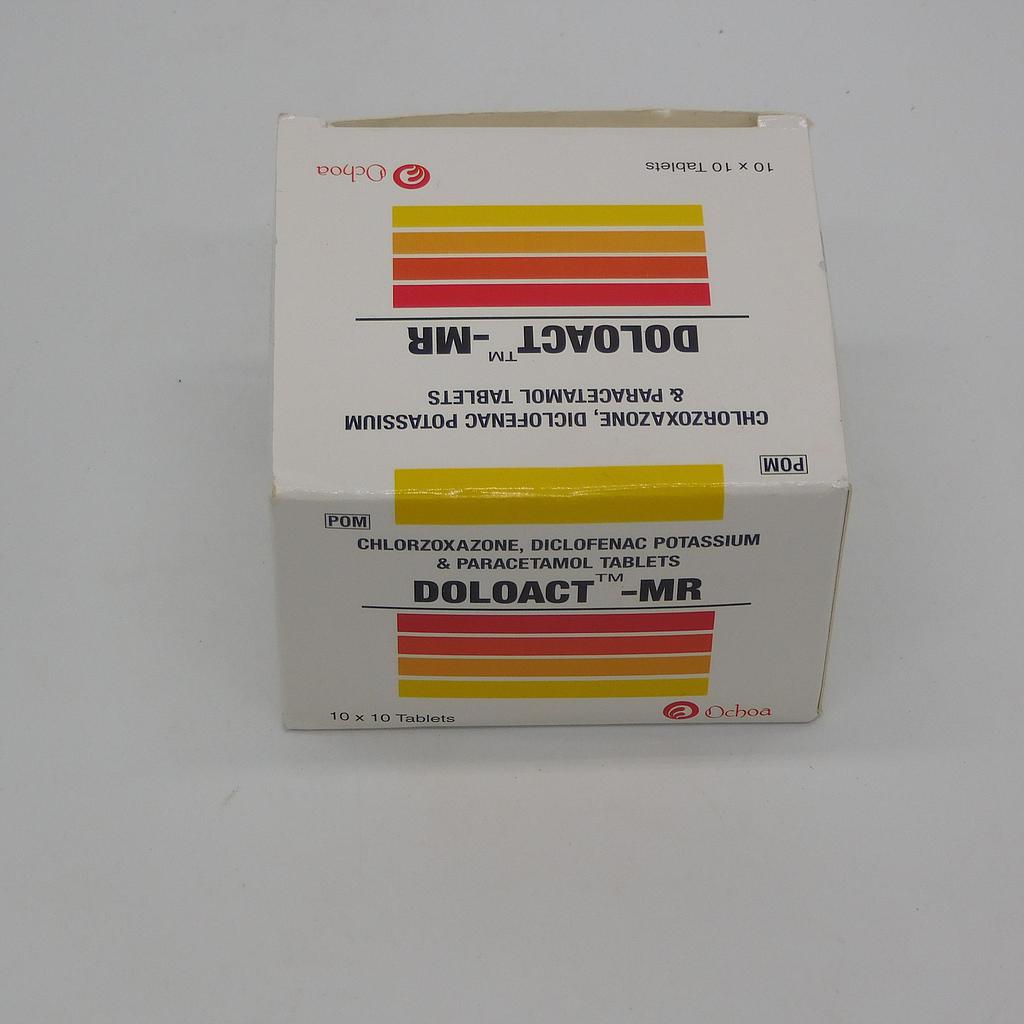 Ochoa
10 x 10 Tablets
DOLOACT™-MR
CHLORZOXAZONE, DICLOFENAC POTASSIUM
& PARACETAMOL TABLETS
POM
POM
CHLORZOXAZONE, DICLOFENAC POTASSIUM
& PARACETAMOL TABLETS
DOLOACT™-MR
10 x 10 Tablets
Ochoa